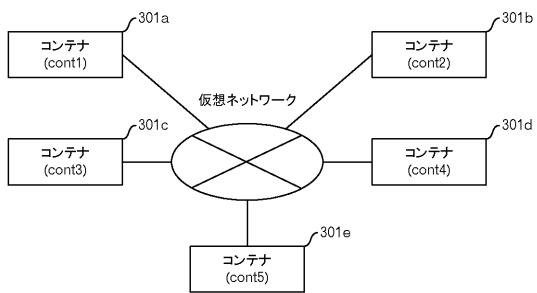 301a
コンテナ
(cont1)
301b
コンテナ
(cont2)
仮想ネットワーク
301c
コンテナ
(cont3)
301d
コンテナ
(cont4)
301e
コンテナ
(cont5)